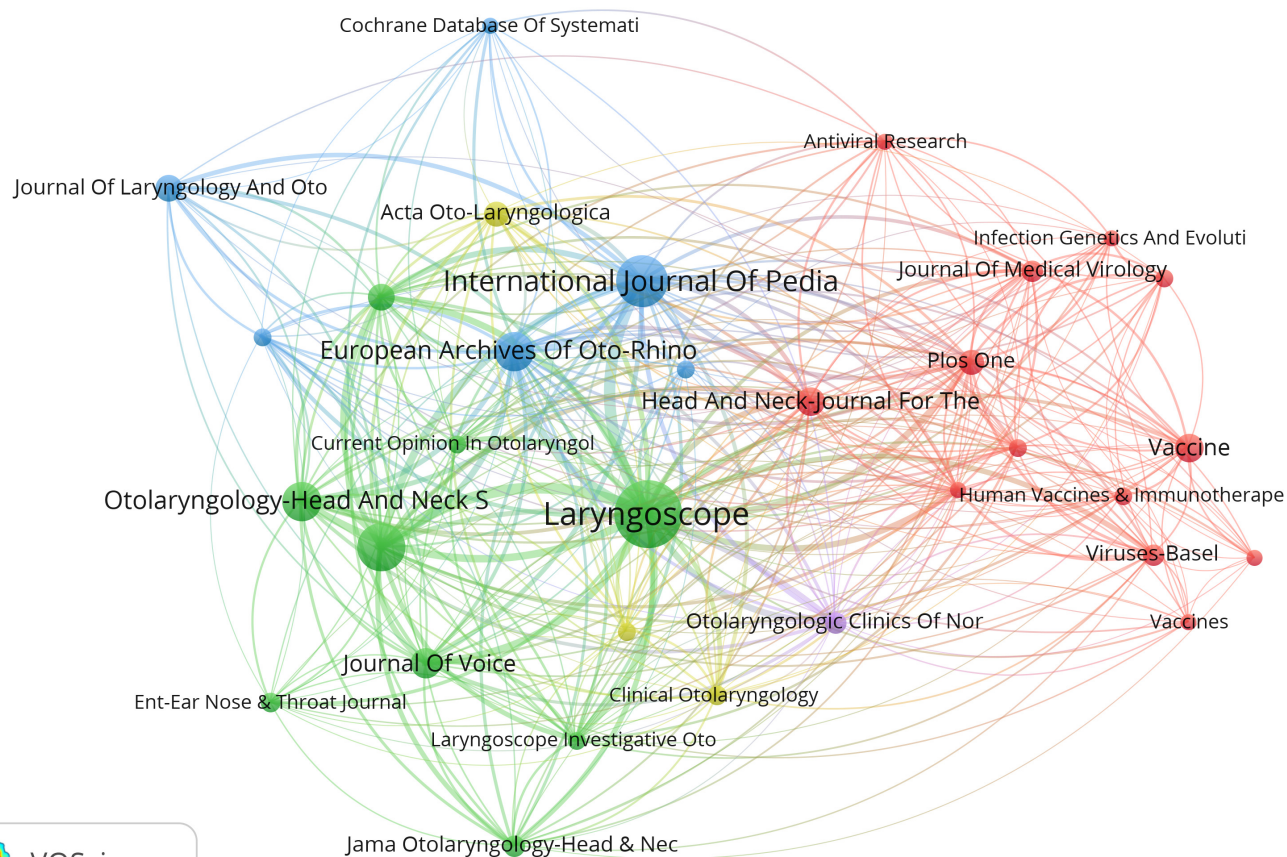 Cochrane Database Of Systemati
Antiviral Research
Journal Of Laryngology And Oto
Acta Oto-Laryngologica
Infection Genetics And Evoluti
Journal Of Medical Virology
International Journal Of Pedia
European Archives Of Oto-Rhino
Plos One
Head And Neck-Journal For The
Current Opinion In Otolaryngol
Vaccine
Otolaryngology-Head And Neck S
Human Vaccines & Immunotherape
Laryngoscope
Viruses-Basel
Otolaryngologic Clinics Of Nor
Vaccines
Journal Of Voice
Clinical Otolaryngology
Ent-Ear Nose & Throat Journal
Laryngoscope Investigative Oto
Jama Otolaryngology-Head & Nec